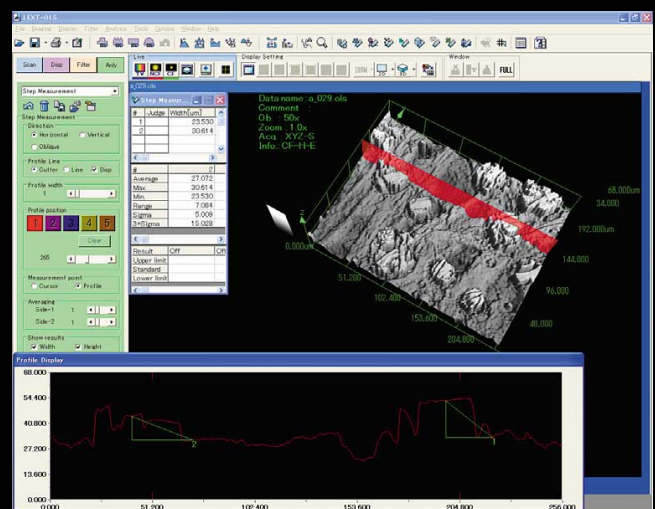 LEXT-OLS
File Imaging Display Filter Analysis Tools Options Window Help
Live Display Setting Window
TV NCF CF ZOOM 2D 3D X Y A FULL
Scan Disp Filter Anly
a_029.ols
Step Measurement
Step Measur...
# Judge Width[um]
1 23.530
2 30.614
Step Measurement
Direction
Horizontal Vertical
Oblique
Profile Line
Cutter Line Disp
Profile width
1
Profile position
1 2 3 4 5
Clear
265
Measurement point
Cursor Profile
Averaging
Side-1 1
Side-2 1
Show results
Width Height
# 2
Average 27.072
Max. 30.614
Min. 23.530
Range 7.084
Sigma 5.009
3*Sigma 15.028
Result Off Off
Upper limit
Standard
Lower limit
Data name : a_029.ols
Comment :
Ob. : 50x
Zoom : 1.0x
Acq. : XYZ-S
Info. : CF-H-E
Z
68.000um
34.000
192.000um
0.000um
144.000
51.200
96.000
102.400
48.000
153.600
204.800
Profile Display
68.000
54.400
40.800
27.200
13.600
0.000
2
1
0.000 51.200 102.400 153.600 204.800 256.000